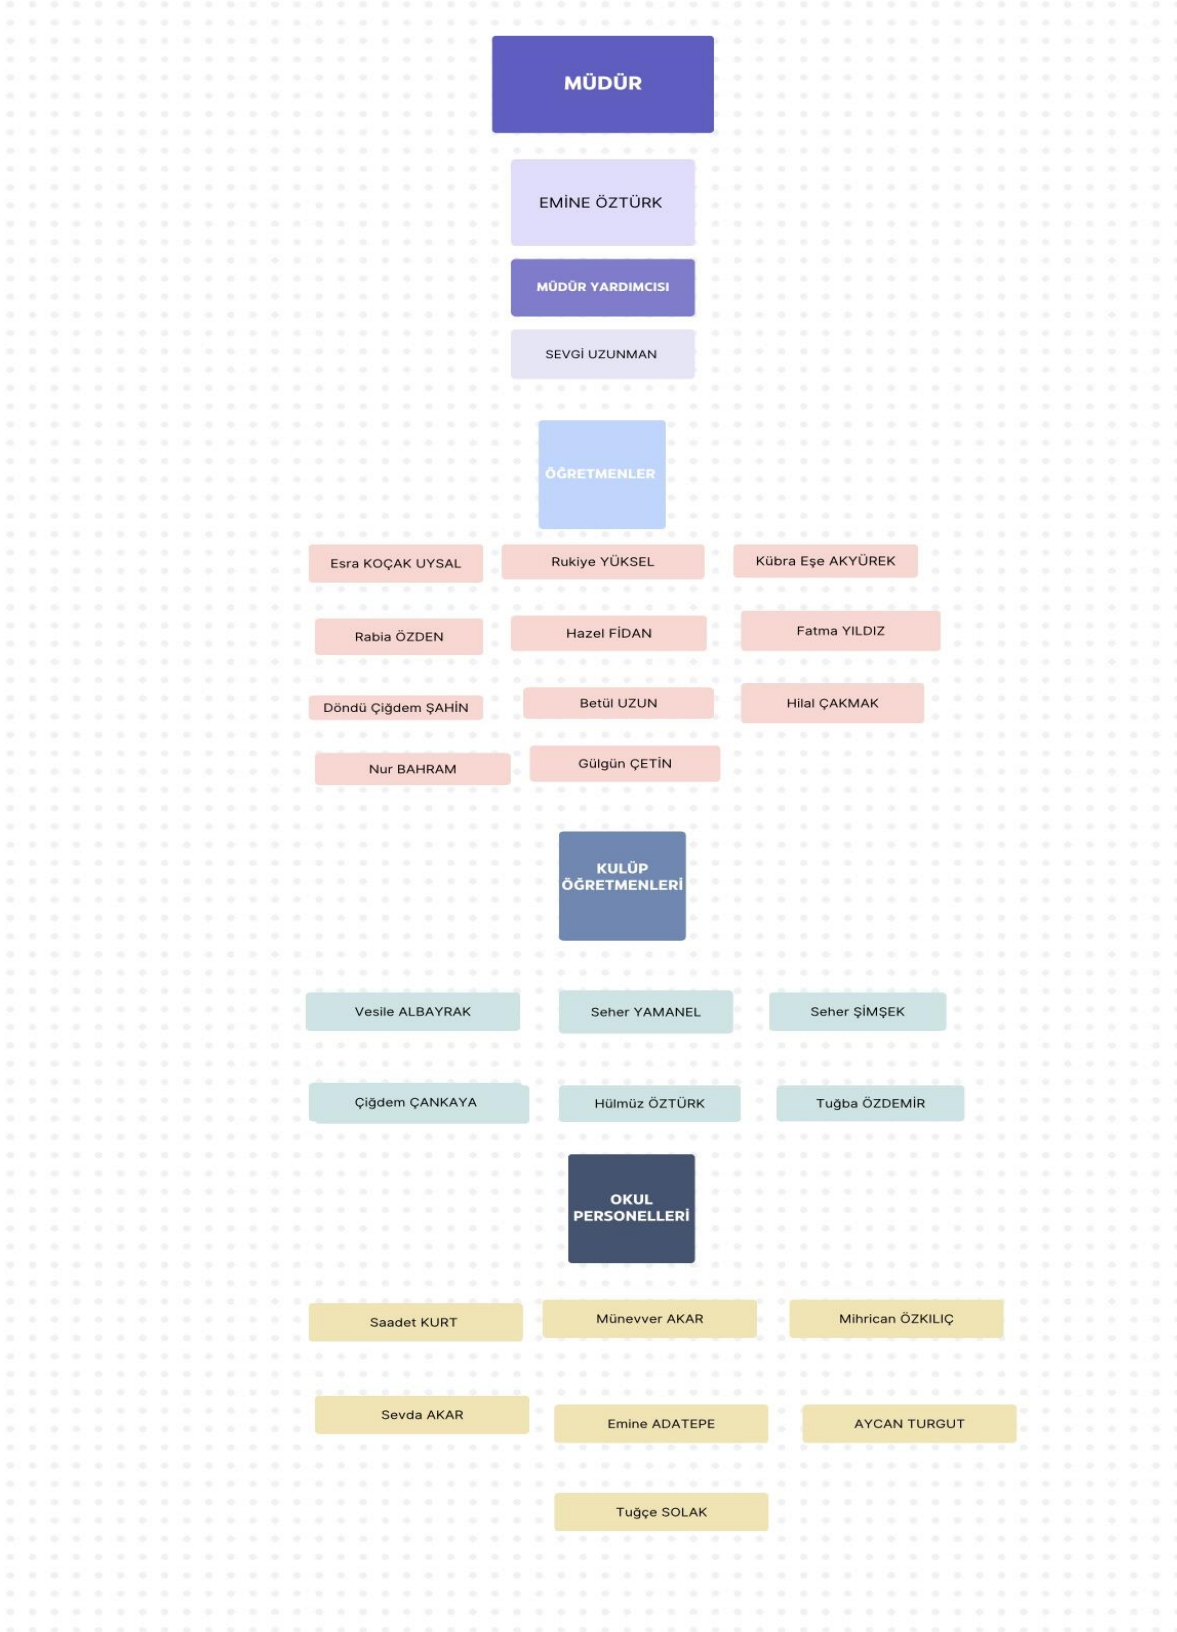 MÜDÜR
EMİNE ÖZTÜRK
MÜDÜR YARDIMCISI
SEVGİ UZUNMAN
ÖĞRETMENLER
Esra KOÇAK UYSAL
Rukiye YÜKSEL
Kübra Eşe AKYÜREK
Rabia ÖZDEN
Hazel FİDAN
Fatma YILDIZ
Döndü Çiğdem ŞAHİN
Betül UZUN
Hilal ÇAKMAK
Nur BAHRAM
Gülgün ÇETİN
KULÜP
ÖĞRETMENLERİ
Vesile ALBAYRAK
Seher YAMANEL
Seher ŞİMŞEK
Çiğdem ÇANKAYA
Hülmüz ÖZTÜRK
Tuğba ÖZDEMİR
OKUL
PERSONELLERİ
Saadet KURT
Münevver AKAR
Mihrican ÖZKILIÇ
Sevda AKAR
Emine ADATEPE
AYCAN TURGUT
Tuğçe SOLAK